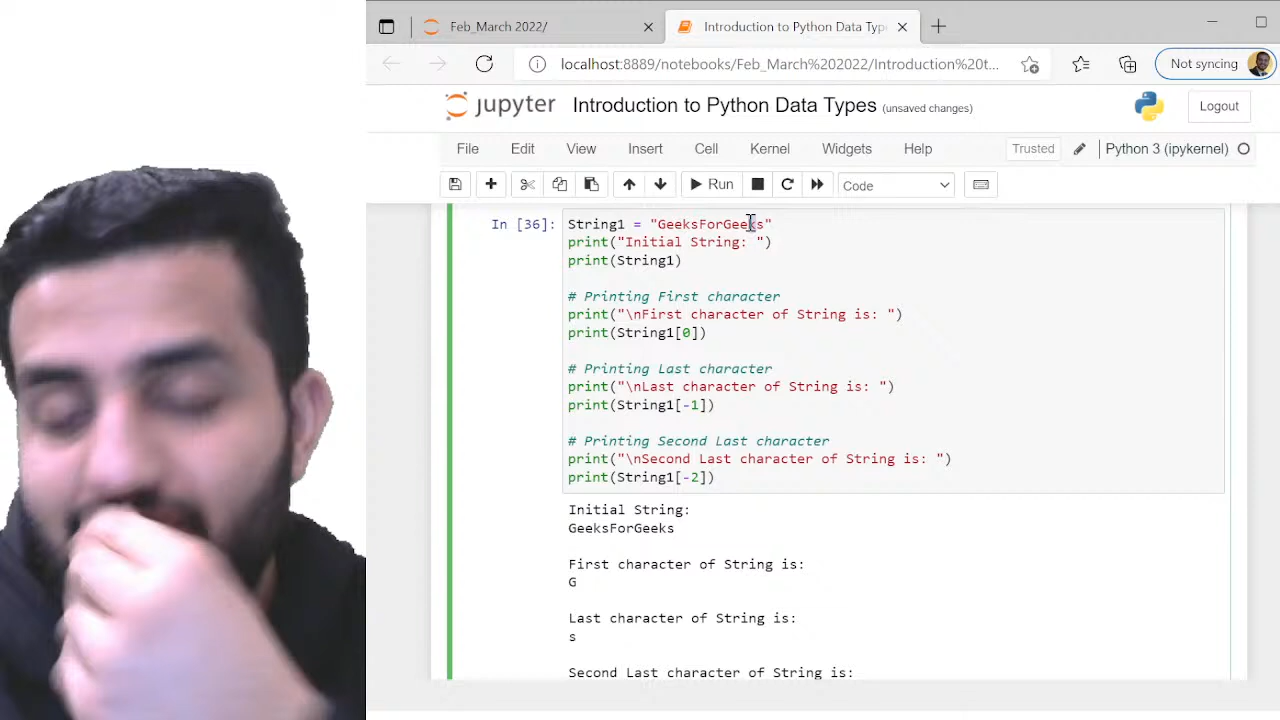 Feb_March 2022/
Introduction to Python Data Type
localhost:8889/notebooks/Feb_March%202022/Introduction%20t...
Not syncing
jupyter Introduction to Python Data Types (unsaved changes)
Logout
File Edit View Insert Cell Kernel Widgets Help
Trusted
Python 3 (ipykernel)
Run
Code
In [36]:
String1 = "GeeksForGeeks"
print("Initial String: ")
print(String1)
# Printing First character
print("\nFirst character of String is: ")
print(String1[0])
# Printing Last character
print("\nLast character of String is: ")
print(String1[-1])
# Printing Second Last character
print("\nSecond Last character of String is: ")
print(String1[-2])
Initial String:
GeeksForGeeks
First character of String is:
G
Last character of String is:
s
Second Last character of String is: